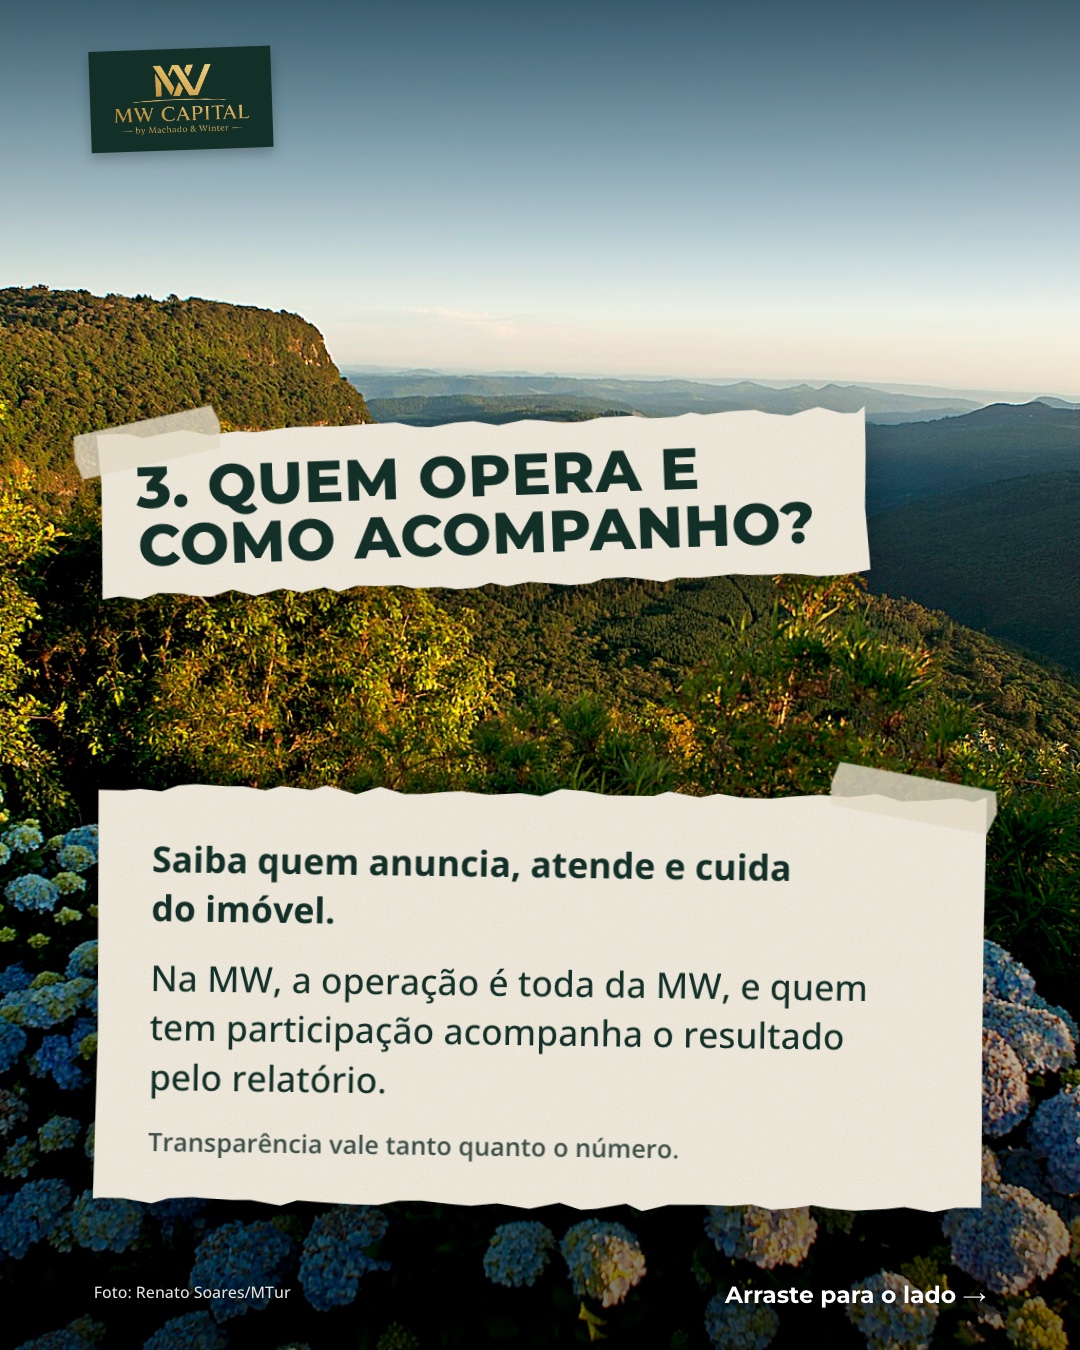 MW
MW CAPITAL
by Machado & Winter
3. QUEM OPERA E
COMO ACOMPANHO?
Saiba quem anuncia, atende e cuida
do imóvel.
Na MW, a operação é toda da MW, e quem
tem participação acompanha o resultado
pelo relatório.
Transparência vale tanto quanto o número.
Foto: Renato Soares/MTur
Arraste para o lado →